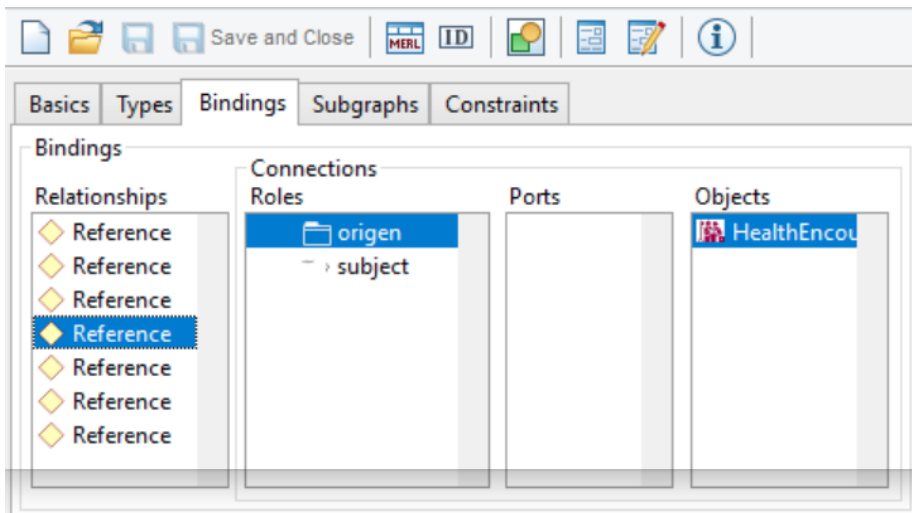 Save and Close MERL ID
Basics Types Bindings Subgraphs Constraints
Bindings
Connections
Relationships Roles Ports Objects
Reference origen HealthEncou
Reference subject
Reference
Reference
Reference
Reference
Reference